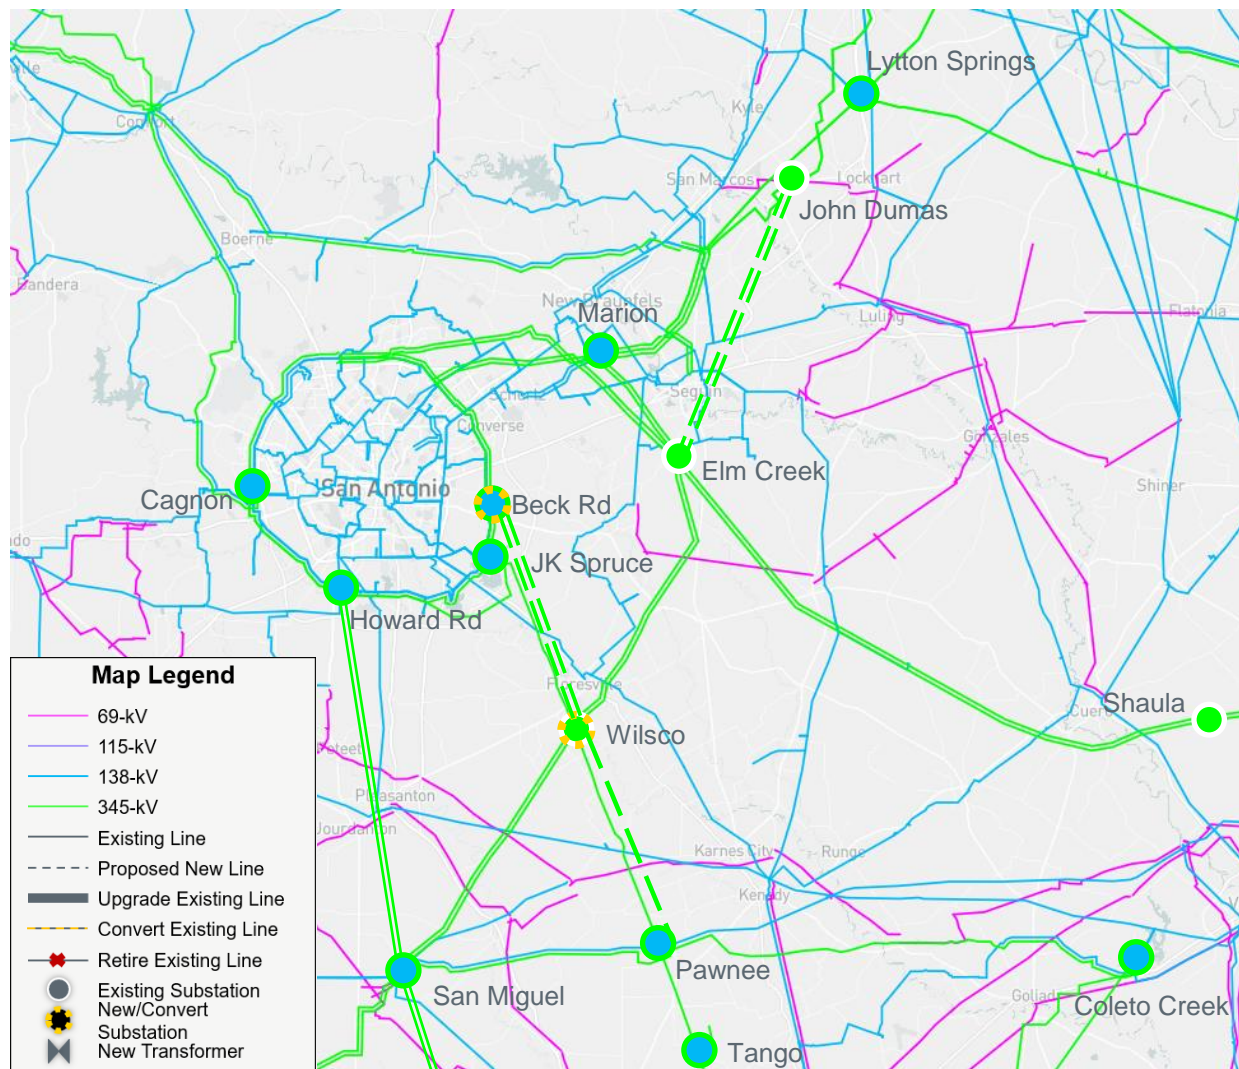 Lytton Springs
Kyle
Comfort
San Marcos
Lockhart
John Dumas
Boerne
Bandera
New Braunfels
Marion
Luling
Flatonia
Seguin
Schertz
Converse
Gonzales
Elm Creek
Shiner
San Antonio
Cagnon
Beck Rd
JK Spruce
Howard Rd
Floresville
Shaula
Cuero
Wilsco
Poteet
Pleasanton
Jourdanton
Karnes City
Runge
Kenedy
Pawnee
San Miguel
Goliad
Coleto Creek
Tango
Map Legend
69-kV
115-kV
138-kV
345-kV
Existing Line
Proposed New Line
Upgrade Existing Line
Convert Existing Line
Retire Existing Line
Existing Substation
New/Convert
Substation
New Transformer